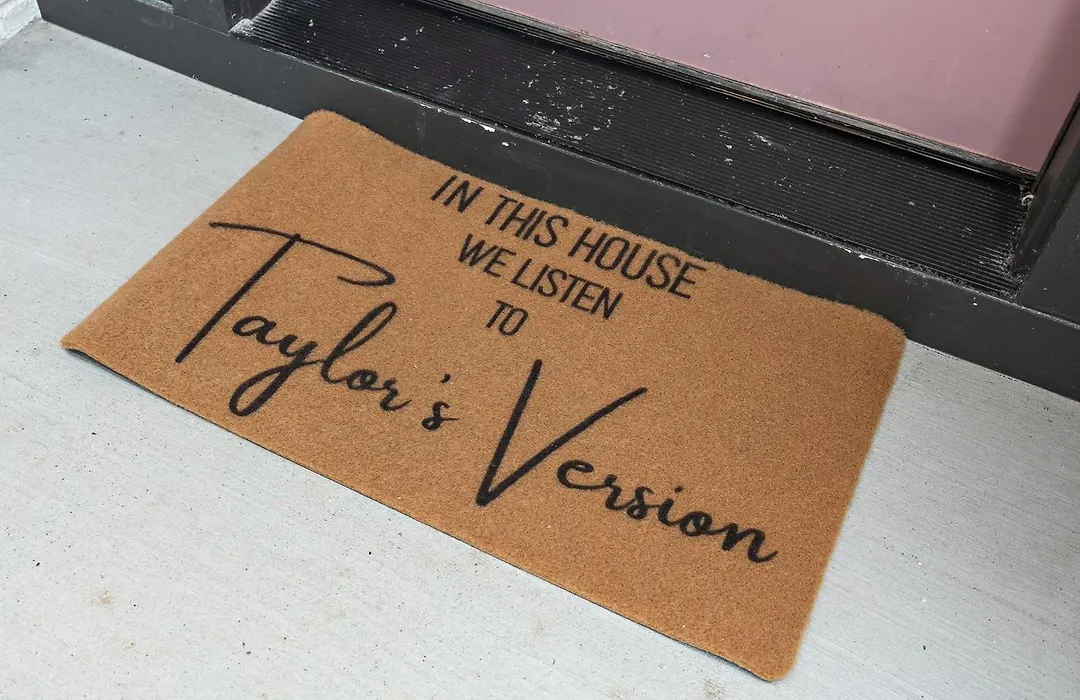 IN THIS HOUSE
WE LISTEN
TO
Taylor's Version